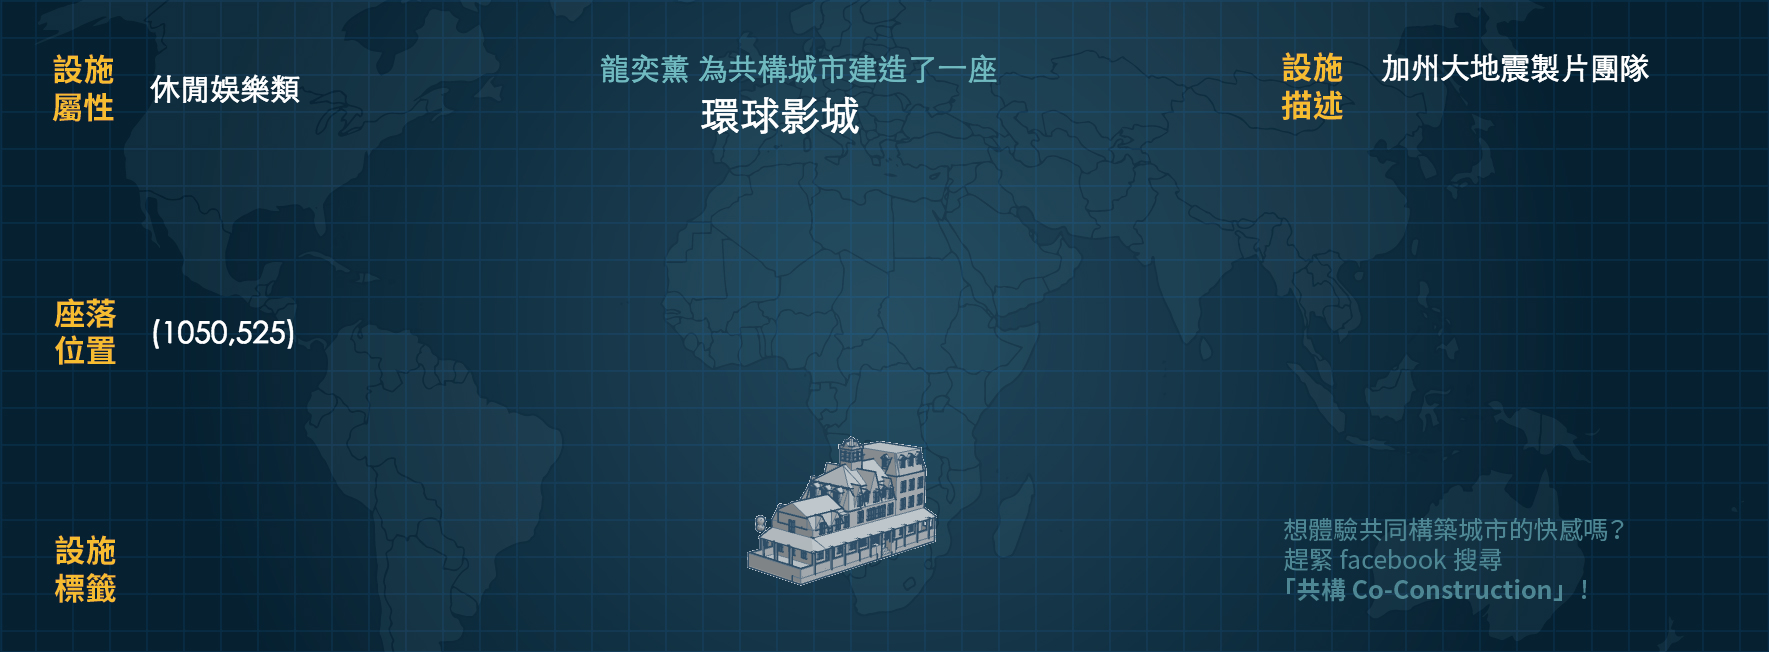 設施
屬性
休閒娛樂類
龍奕薰 為共構城市建造了一座
環球影城
設施
描述
加州大地震製片團隊
座落
位置
(1050,525)
設施
標籤
想體驗共同構築城市的快感嗎？
趕緊 facebook 搜尋
「共構 Co-Construction」！